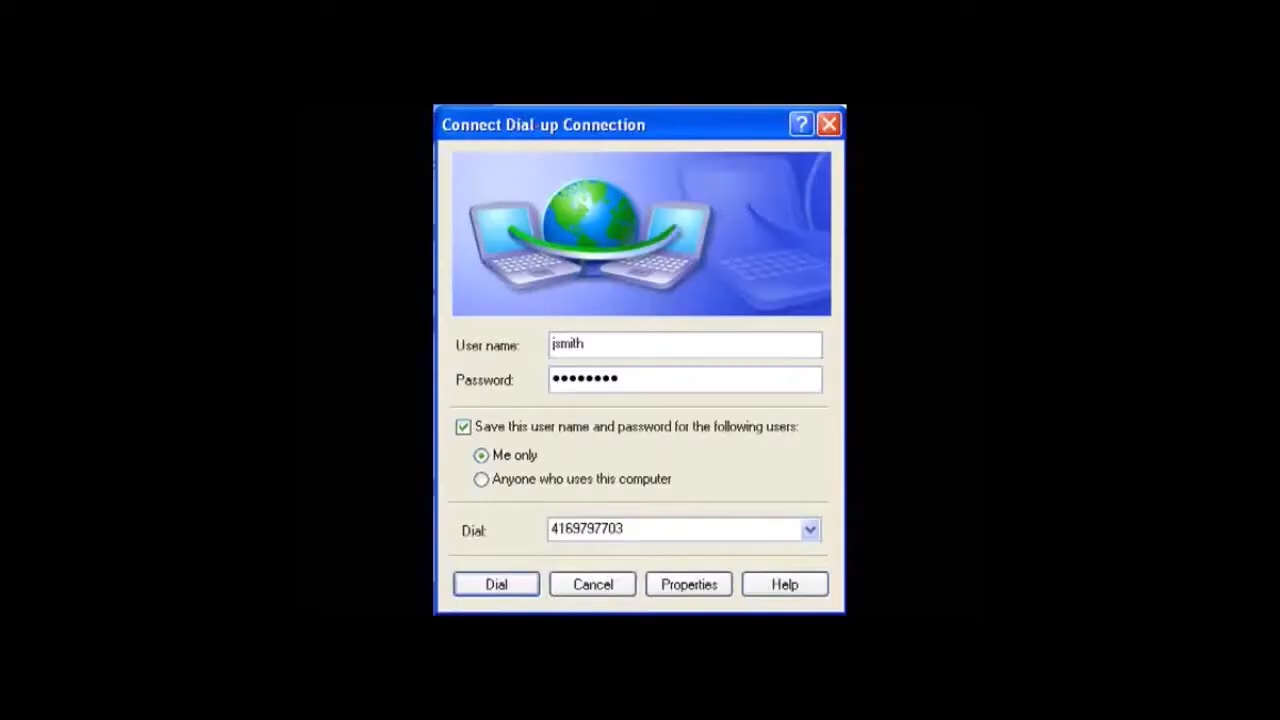 Connect Dial-up Connection
User name: jsmith
Password: ••••••••
Save this user name and password for the following users:
Me only
Anyone who uses this computer
Dial: 4169797703
Dial Cancel Properties Help